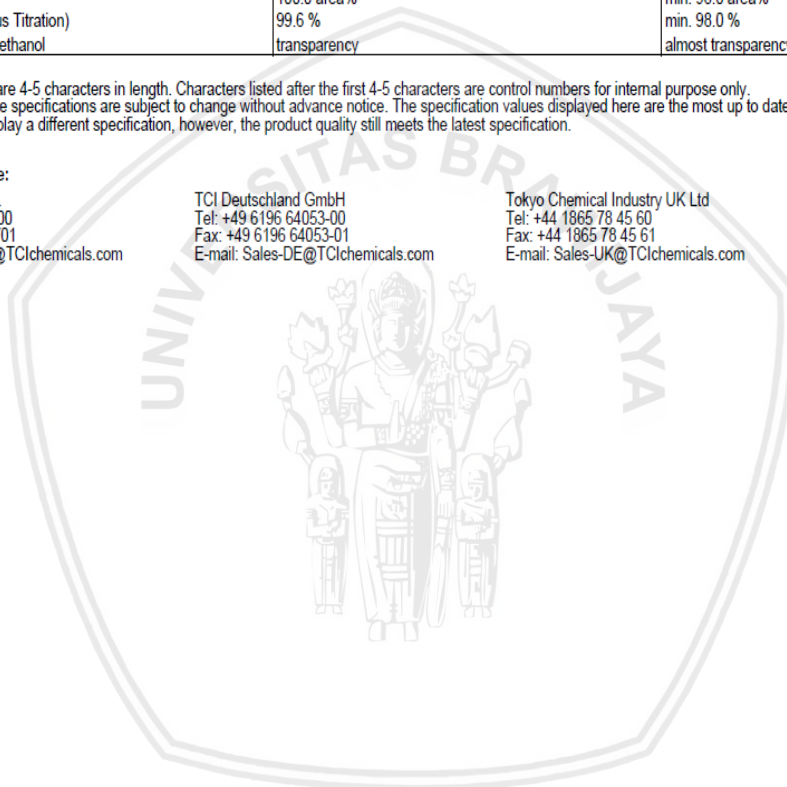 100.0 area%
min. 98.0 area%
s Titration)
99.6 %
min. 98.0 %
ethanol
transparency
almost transparency
are 4-5 characters in length. Characters listed after the first 4-5 characters are control numbers for internal purpose only.
e specifications are subject to change without advance notice. The specification values displayed here are the most up to date
play a different specification, however, the product quality still meets the latest specification.
e:
TCI Deutschland GmbH
Tokyo Chemical Industry UK Ltd
00
Tel: +49 6196 64053-00
Tel: +44 1865 78 45 60
01
Fax: +49 6196 64053-01
Fax: +44 1865 78 45 61
@TCIchemicals.com
E-mail: Sales-DE@TCIchemicals.com
E-mail: Sales-UK@TCIchemicals.com
UNIVERSITAS BRAWIJAYA